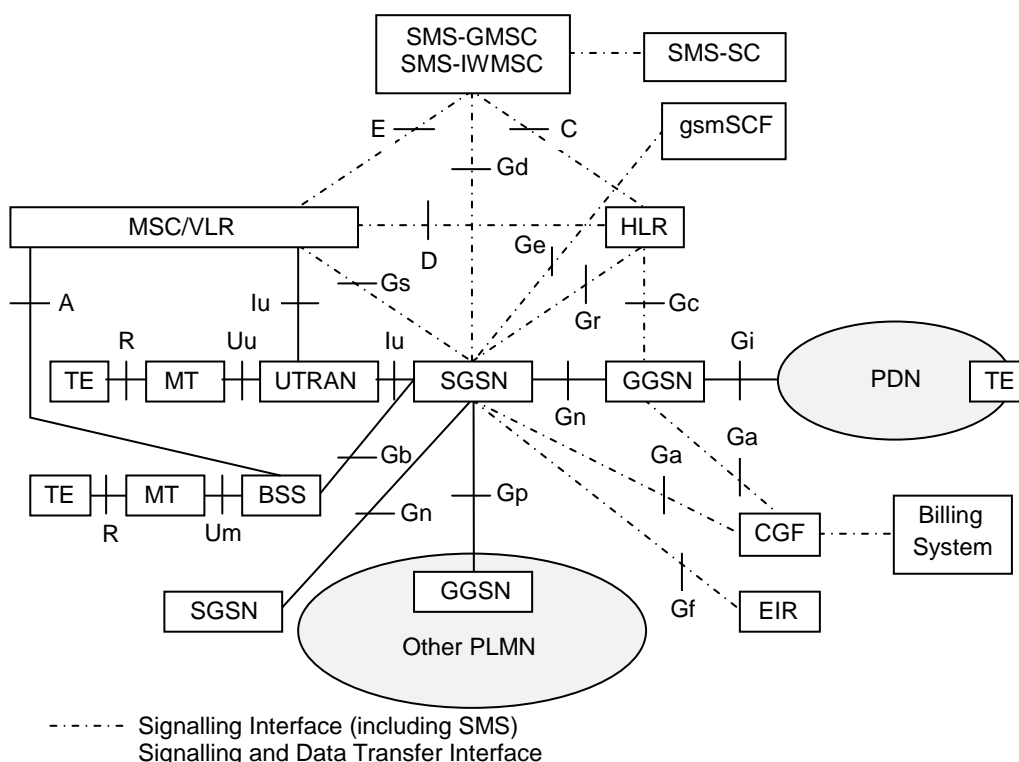 SMS-GMSC
SMS-IWMSC
SMS-SC
gsmSCF
E
C
Gd
MSC/VLR
HLR
D
Ge
Gs
A
Iu
Gr
Gc
R
Uu
Iu
Gi
TE
MT
UTRAN
SGSN
GGSN
PDN
TE
Gn
Gb
Ga
Ga
TE
MT
BSS
Gp
R
Um
Gn
CGF
Billing
System
SGSN
GGSN
Gf
EIR
Other PLMN
Signalling Interface (including SMS)
Signalling and Data Transfer Interface